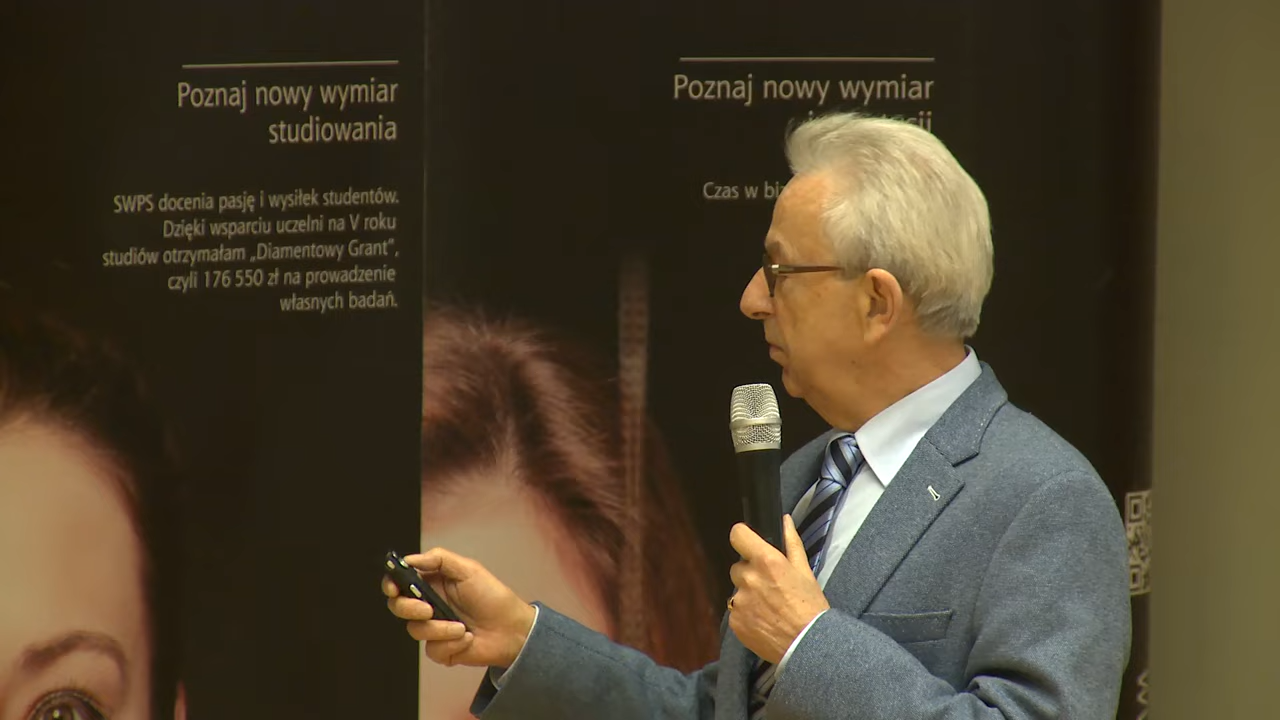 Poznaj nowy wymiar
studiowania
SWPS docenia pasję i wysiłek studentów.
Dzięki wsparciu uczelni na V roku
studiów otrzymałam „Diamentowy Grant”,
czyli 176 550 zł na prowadzenie
własnych badań.
Poznaj nowy wymiar
Czas w